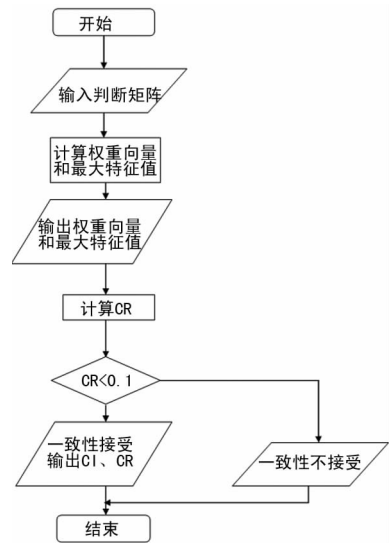 开始
输入判断矩阵
计算权重向量
和最大特征值
输出权重向量
和最大特征值
计算CR
CR<0.1
一致性接受
输出CI、CR
一致性不接受
结束